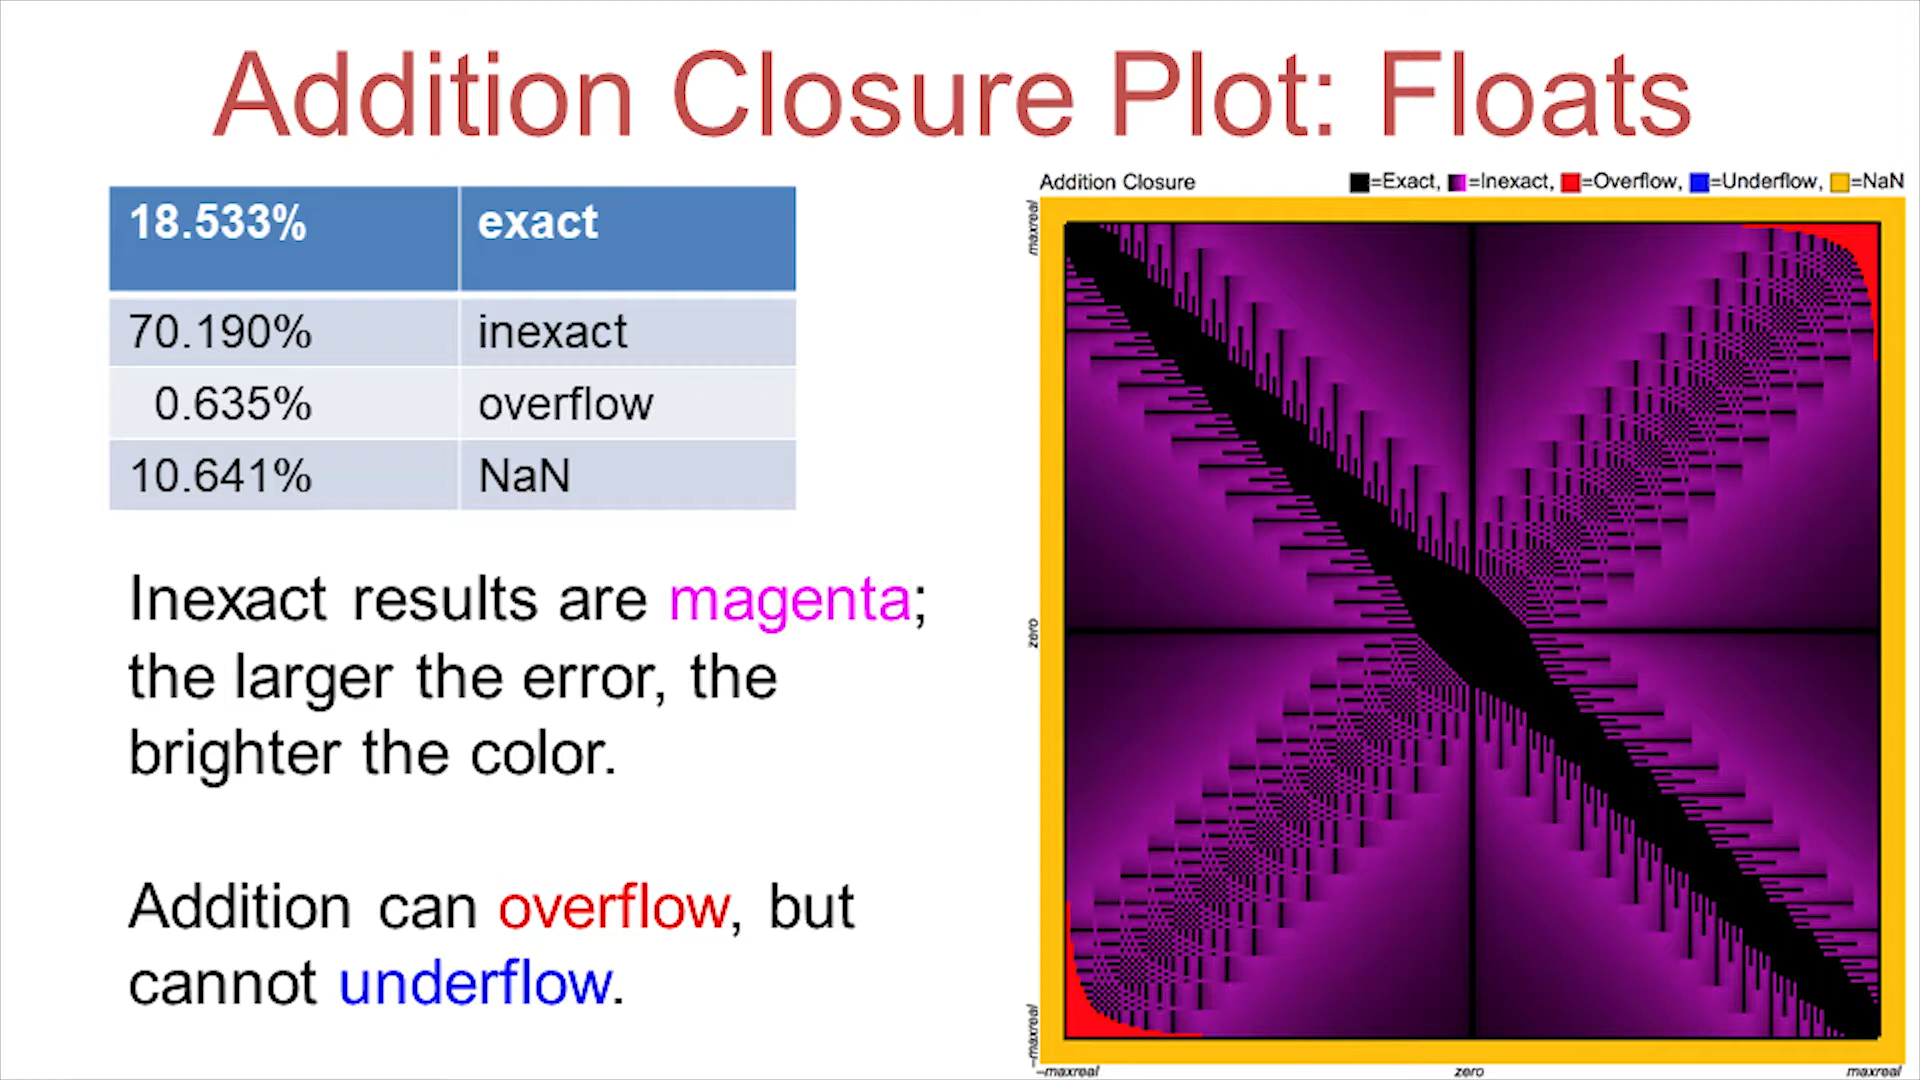 Addition Closure Plot: Floats
18.533% exact
70.190% inexact
0.635% overflow
10.641% NaN
Inexact results are magenta;
the larger the error, the
brighter the color.
Addition can overflow, but
cannot underflow.
Addition Closure =Exact, =Inexact, =Overflow, =Underflow, =NaN
maxreal
zero
−maxreal
−maxreal zero maxreal